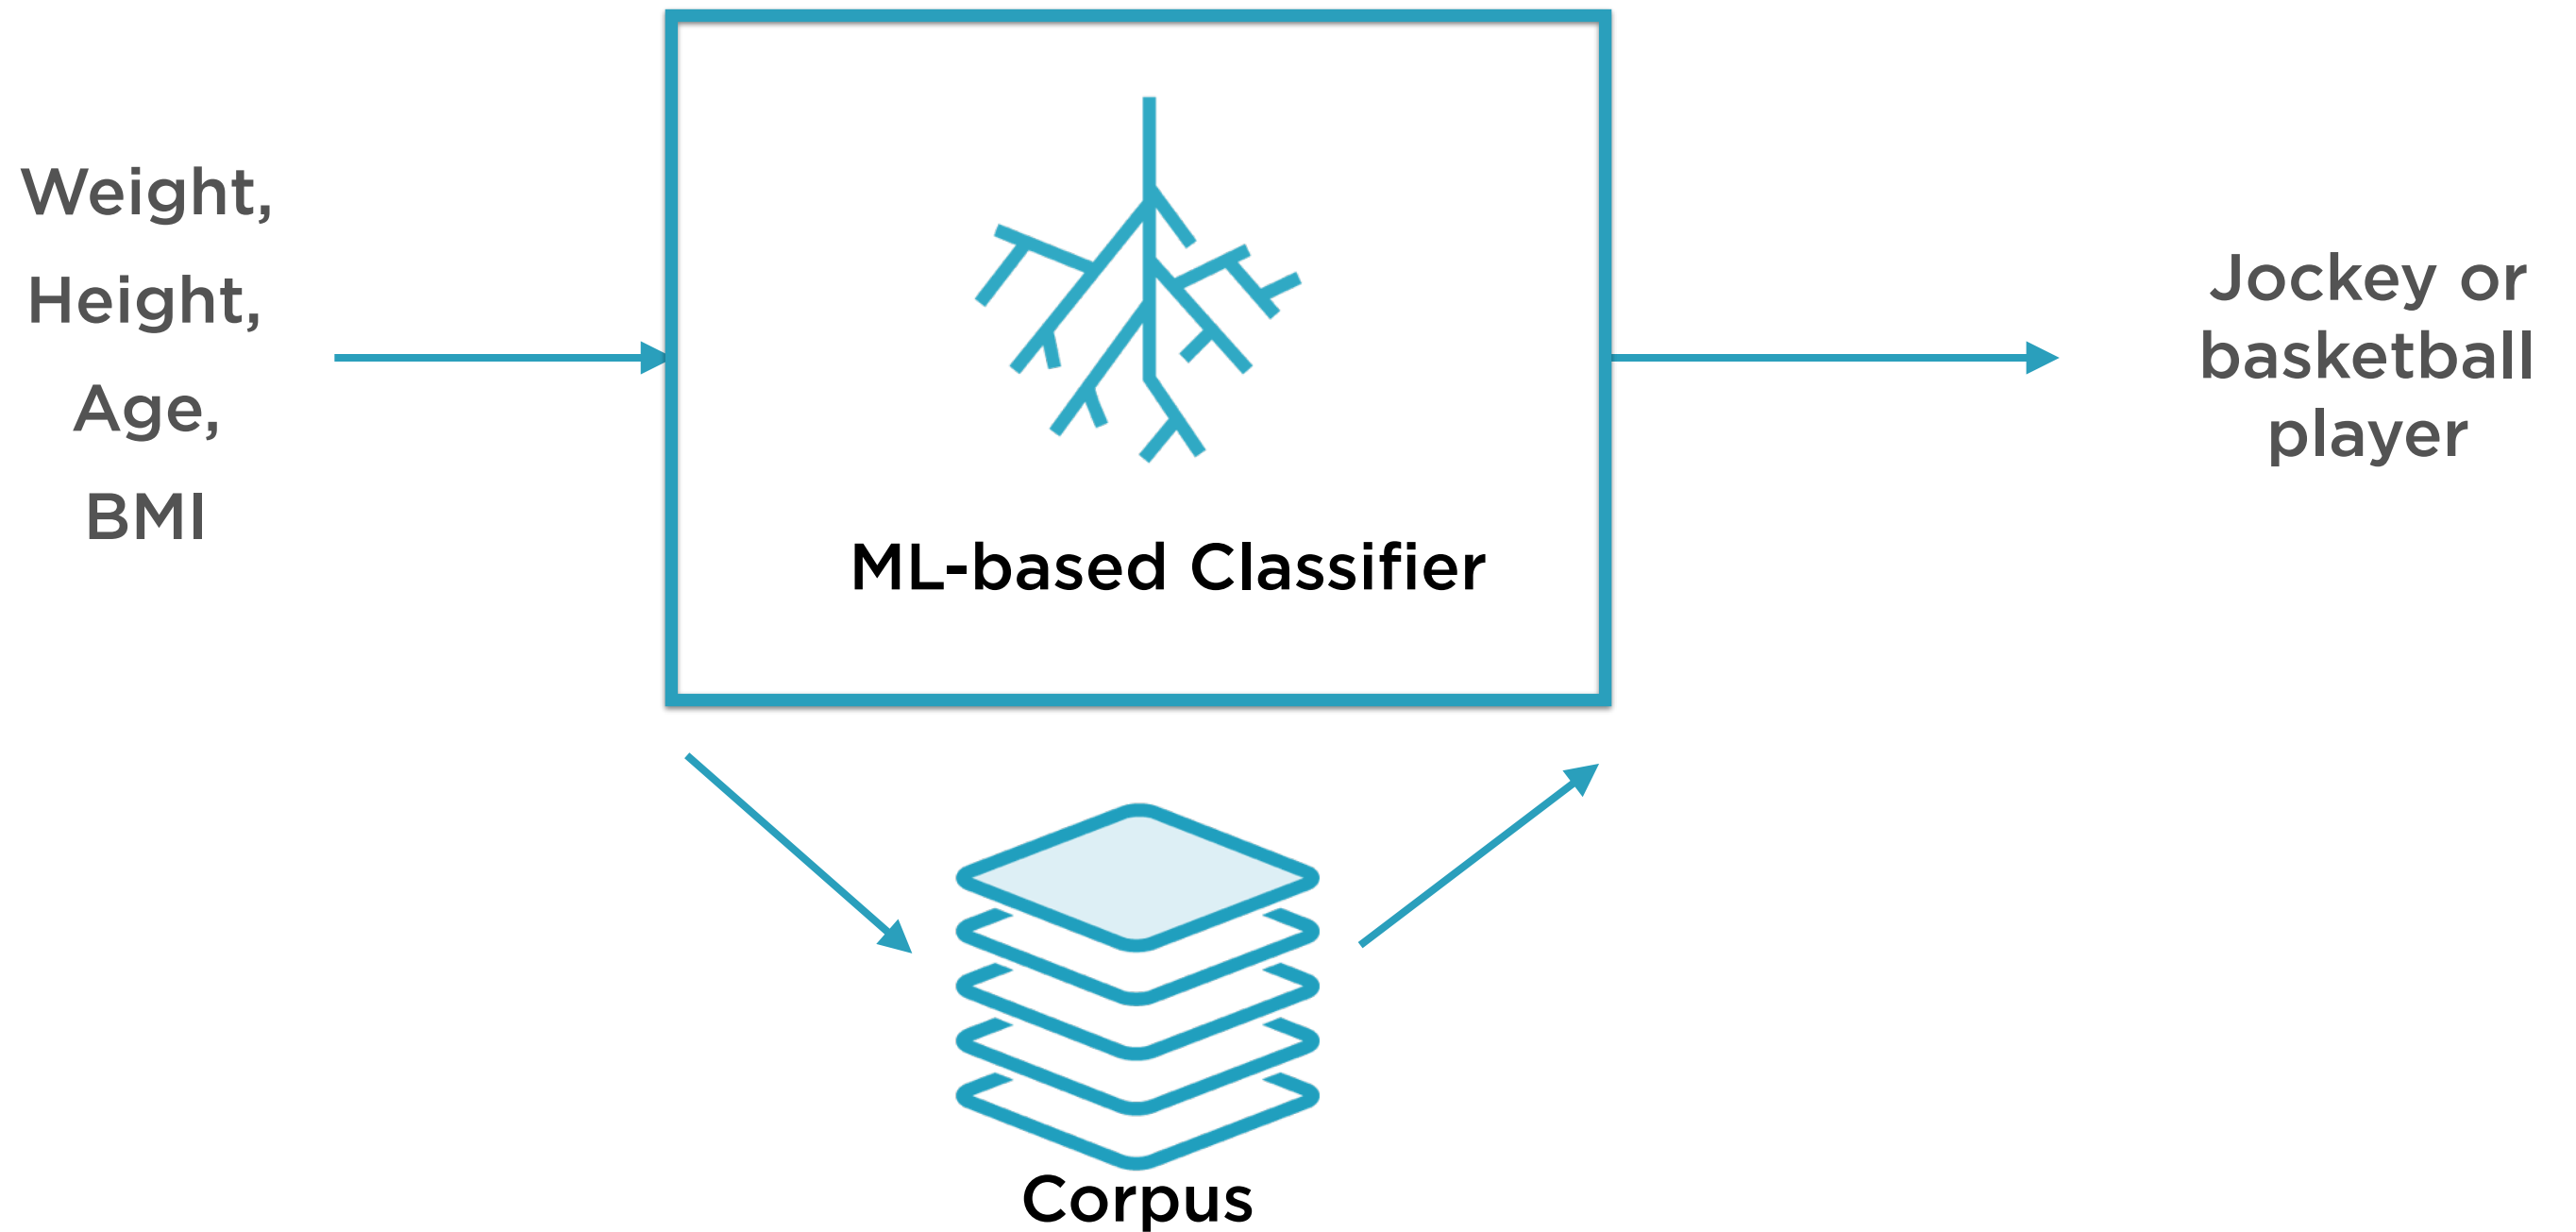 Weight,
Height,
Age,
BMI
ML-based Classifier
Jockey or
basketball
player
Corpus